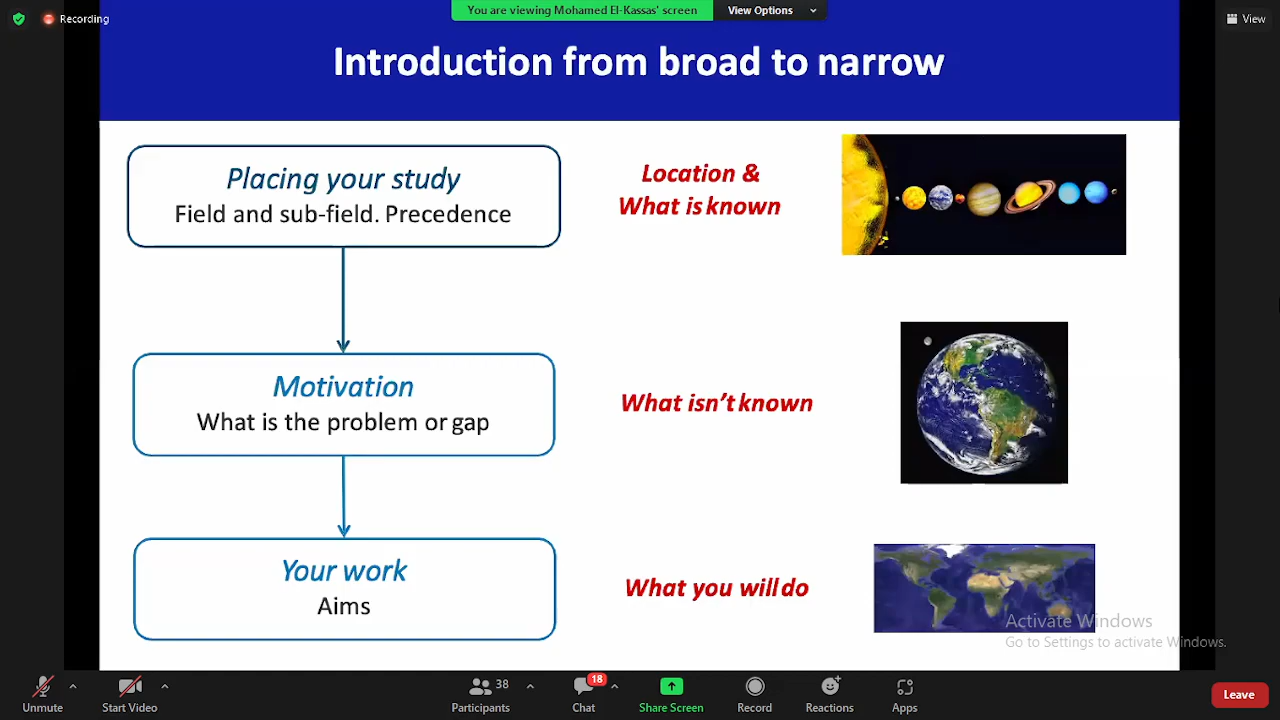 Recording
You are viewing Mohamed El-Kassas' screen
View Options
View
Introduction from broad to narrow
Placing your study
Field and sub-field. Precedence
Location &
What is known
Motivation
What is the problem or gap
What isn't known
Your work
Aims
What you will do
Activate Windows
Go to Settings to activate Windows.
Unmute
Start Video
38
Participants
18
Chat
Share Screen
Record
Reactions
Apps
Leave